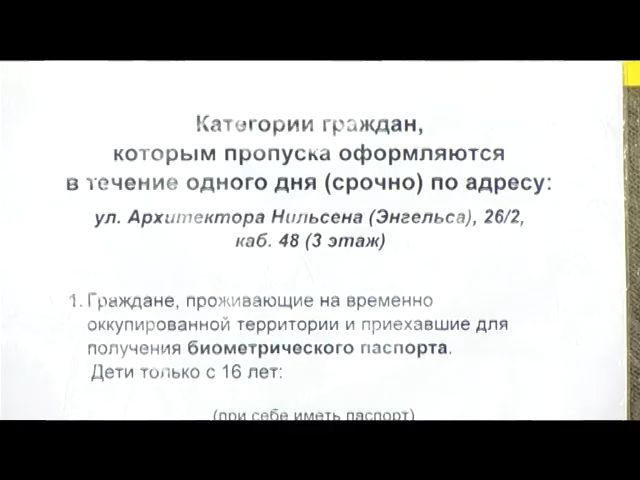 Категории граждан,
которым пропуска оформляются
в течение одного дня (срочно) по адресу:
ул. Архитектора Нильсена (Энгельса), 26/2,
каб. 48 (3 этаж)
1. Граждане, проживающие на временно
оккупированной территории и приехавшие для
получения биометрического паспорта.
Дети только с 16 лет:
(при себе иметь паспорт)